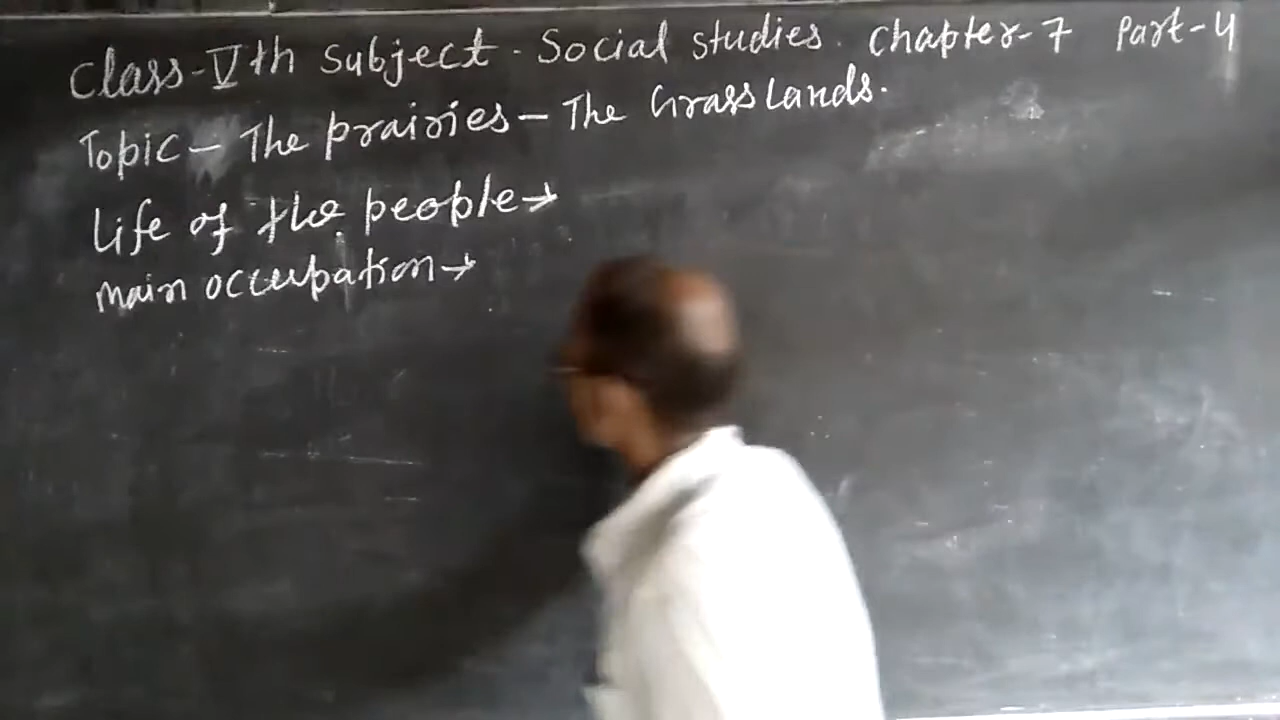 Class-Vth Subject - Social studies. Chapter-7 Part-4
Topic - The prairies - The Grass Lands.
Life of the people→
Main occupation→